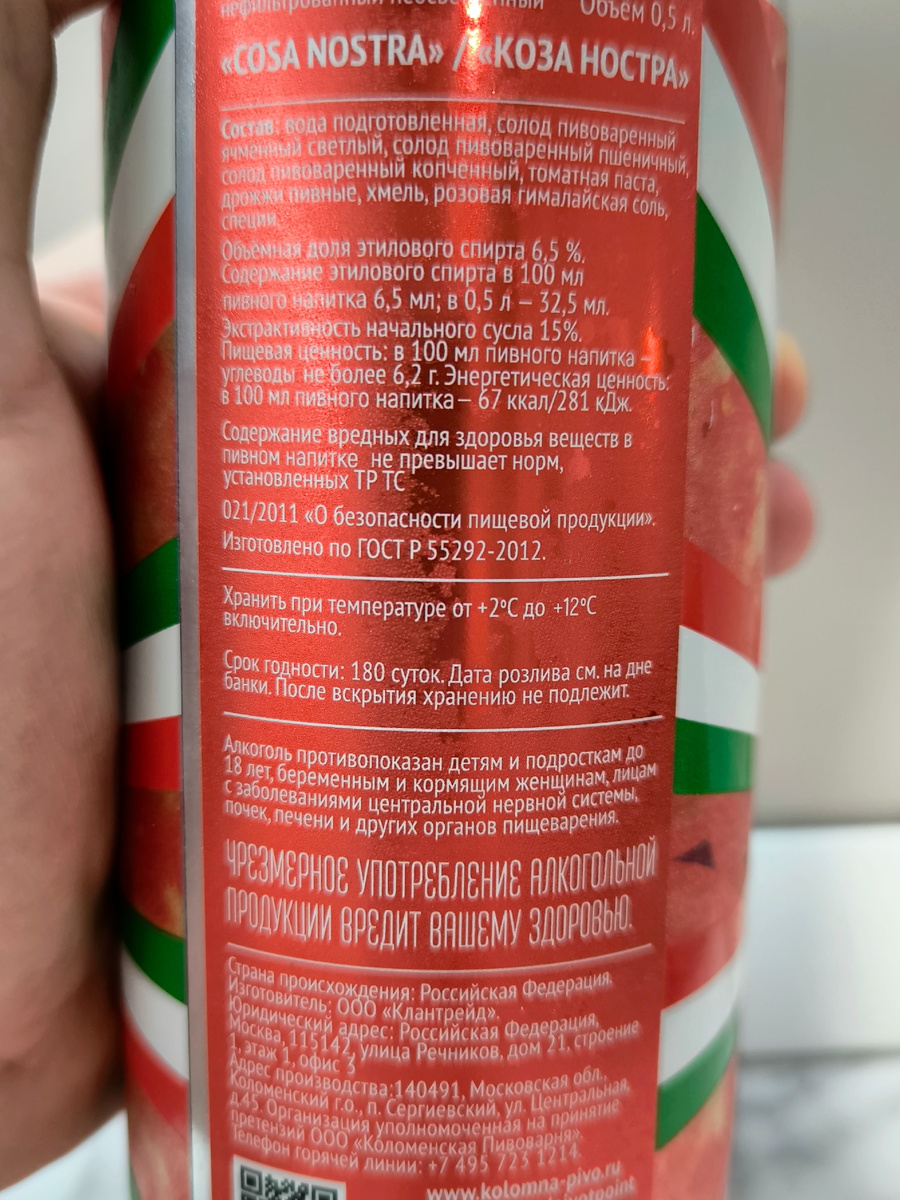 нефильтрованный неосветлённый Объем 0,5 л.
«COSA NOSTRA» / «КОЗА НОСТРА»
Состав: вода подготовленная, солод пивоваренный
ячменный светлый, солод пивоваренный пшеничный,
солод пивоваренный копченный, томатная паста,
дрожжи пивные, хмель, розовая гималайская соль,
специи.
Объёмная доля этилового спирта 6,5 %.
Содержание этилового спирта в 100 мл
пивного напитка 6,5 мл; в 0,5 л – 32,5 мл.
Экстрактивность начального сусла 15%.
Пищевая ценность: в 100 мл пивного напитка –
углеводы не более 6,2 г. Энергетическая ценность:
в 100 мл пивного напитка – 67 ккал/281 кДж.
Содержание вредных для здоровья веществ в
пивном напитке не превышает норм,
установленных ТР ТС
021/2011 «О безопасности пищевой продукции».
Изготовлено по ГОСТ Р 55292-2012.
Хранить при температуре от +2°С до +12°С
включительно.
Срок годности: 180 суток. Дата розлива см. на дне
банки. После вскрытия хранению не подлежит.
Алкоголь противопоказан детям и подросткам до
18 лет, беременным и кормящим женщинам, лицам
с заболеваниями центральной нервной системы,
почек, печени и других органов пищеварения.
ЧРЕЗМЕРНОЕ УПОТРЕБЛЕНИЕ АЛКОГОЛЬНОЙ
ПРОДУКЦИИ ВРЕДИТ ВАШЕМУ ЗДОРОВЬЮ.
Страна происхождения: Российская Федерация.
Изготовитель: ООО «Клантрейд».
Юридический адрес: Российская Федерация,
Москва, 115142, улица Речников, дом 21, строение
1, этаж 1, офис 3
Адрес производства:140491, Московская обл.,
Коломенский г.о., п. Сергиевский, ул. Центральная,
д.45. Организация уполномоченная на принятие
претензий ООО «Коломенская Пивоварня».
Телефон горячей линии: +7 495 723 1214.
www.kolomna-pivo.ru